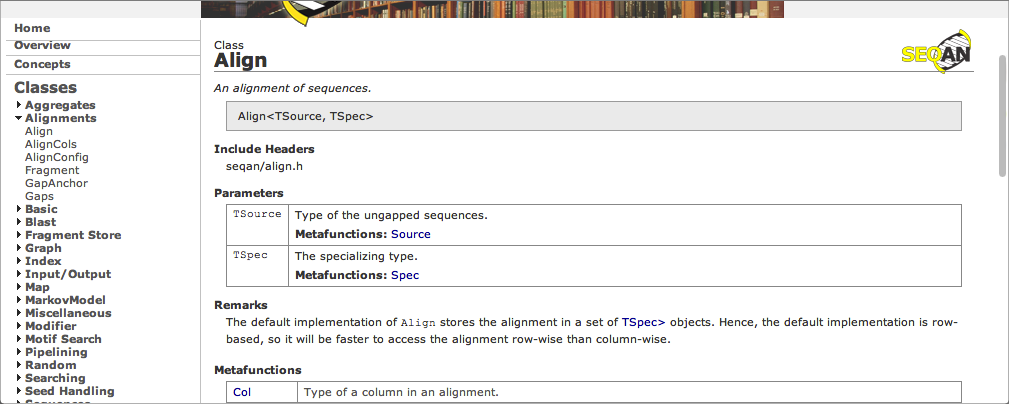 Home
Overview
Concepts
Classes
Aggregates
Alignments
Align
AlignCols
AlignConfig
Fragment
GapAnchor
Gaps
Basic
Blast
Fragment Store
Graph
Index
Input/Output
Map
MarkovModel
Miscellaneous
Modifier
Motif Search
Pipelining
Random
Searching
Seed Handling
Sequences
Class
Align
SEQAN
An alignment of sequences.
Align<TSource, TSpec>
Include Headers
seqan/align.h
Parameters
TSource Type of the ungapped sequences.
Metafunctions: Source
TSpec The specializing type.
Metafunctions: Spec
Remarks
The default implementation of Align stores the alignment in a set of TSpec> objects. Hence, the default implementation is row-
based, so it will be faster to access the alignment row-wise than column-wise.
Metafunctions
Col Type of a column in an alignment.